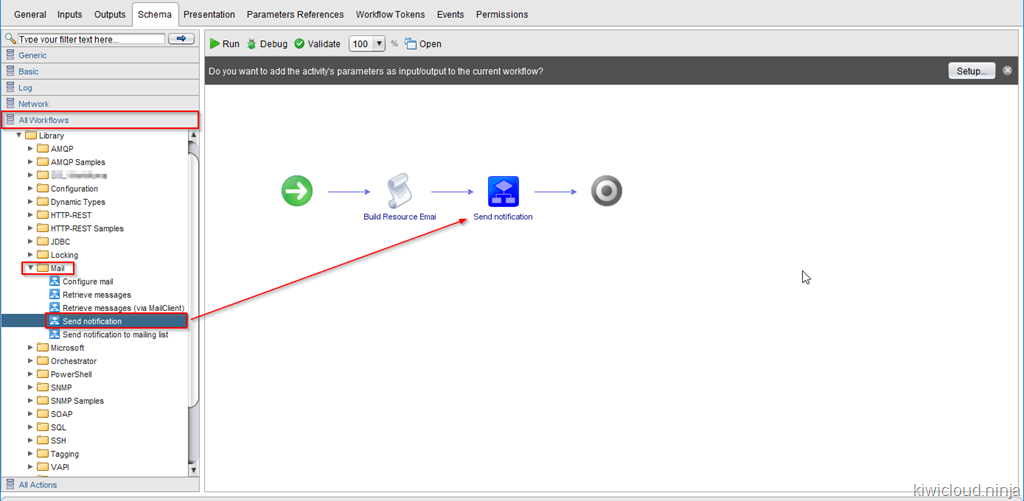 General Inputs Outputs Schema Presentation Parameters References Workflow Tokens Events Permissions
Type your filter text here...
Generic
Basic
Log
Network
All Workflows
Library
AMQP
AMQP Samples
Configuration
Dynamic Types
HTTP-REST
HTTP-REST Samples
JDBC
Locking
Mail
Configure mail
Retrieve messages
Retrieve messages (via MailClient)
Send notification
Send notification to mailing list
Microsoft
Orchestrator
PowerShell
SNMP
SNMP Samples
SOAP
SQL
SSH
Tagging
VAPI
All Actions
Run Debug Validate 100 % Open
Do you want to add the activity's parameters as input/output to the current workflow? Setup...
Build Resource Emai
Send notification
kiwicloud.ninja